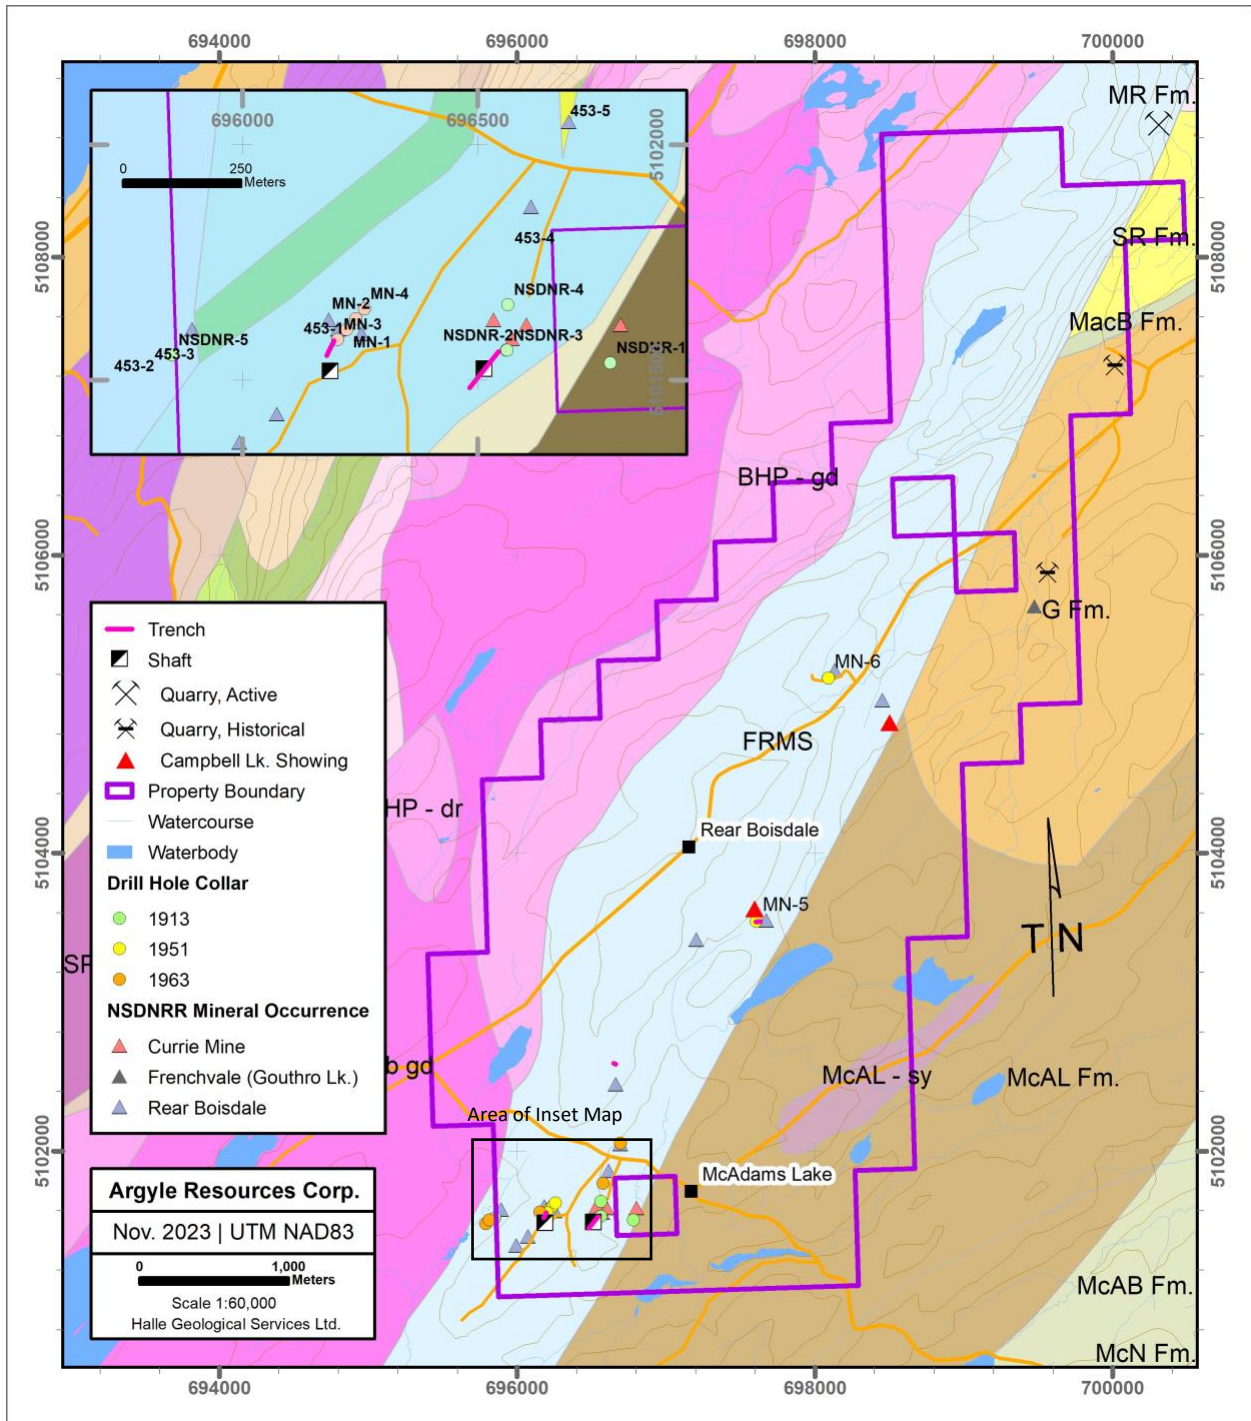 694000
696000
698000
700000
MR Fm.
696000
696500
453-5
5102000
0
250
Meters
453-4
5108000
5108000
SR Fm.
NSDNR-4
MN-4
MN-2
MN-3
453-1
MN-1
NSDNR-5
NSDNR-2
NSDNR-3
NSDNR-1
5101500
453-3
453-2
MacB Fm.
BHP - gd
5106000
5106000
G Fm.
Trench
Shaft
Quarry, Active
Quarry, Historical
Campbell Lk. Showing
Property Boundary
Watercourse
Waterbody
Drill Hole Collar
1913
1951
1963
NSDNRR Mineral Occurrence
Currie Mine
Frenchvale (Gouthro Lk.)
Rear Boisdale
MN-6
FRMS
HP - dr
Rear Boisdale
5104000
5104000
MN-5
T N
SF
b gd
McAL - sy
McAL Fm.
Area of Inset Map
5102000
5102000
McAdams Lake
Argyle Resources Corp.
Nov. 2023 | UTM NAD83
0
1,000
Meters
Scale 1:60,000
Halle Geological Services Ltd.
McAB Fm.
McN Fm.
694000
696000
698000
700000